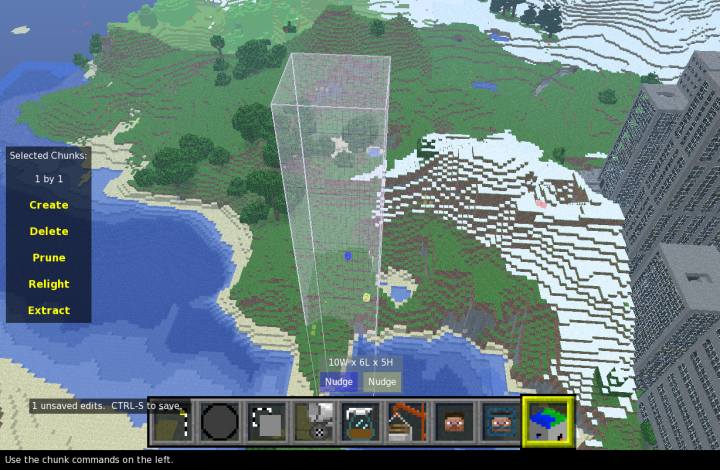 Selected Chunks:
1 by 1
Create
Delete
Prune
Relight
Extract
10W x 6L x 5H
Nudge Nudge
1 unsaved edits. CTRL-S to save.
Use the chunk commands on the left.